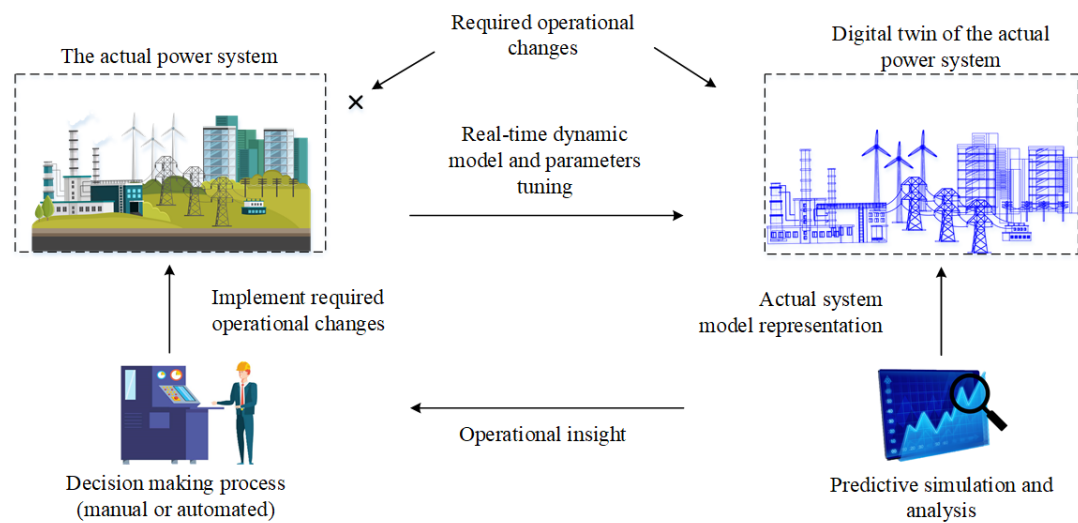 Required operational
changes
The actual power system
Digital twin of the actual
power system
Real-time dynamic
model and parameters
tuning
Implement required
operational changes
Actual system
model representation
Operational insight
Decision making process
(manual or automated)
Predictive simulation and
analysis